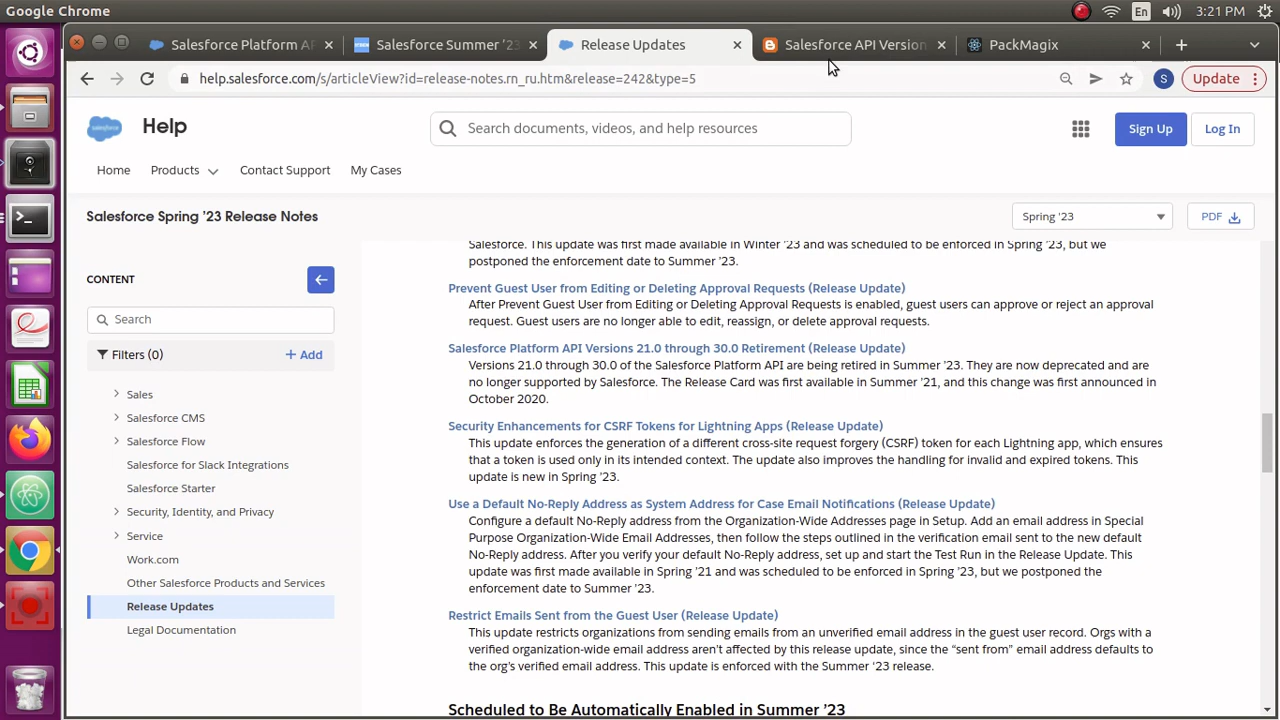 Google Chrome
En
3:21 PM
Salesforce Platform AP
Salesforce Summer '23
Release Updates
Salesforce API Version
PackMagix
help.salesforce.com/s/articleView?id=release-notes.rn_ru.htm&release=242&type=5
S
Update
salesforce
Help
Search documents, videos, and help resources
Sign Up
Log In
Home
Products
Contact Support
My Cases
Salesforce Spring '23 Release Notes
Spring '23
PDF
CONTENT
Search
Filters (0)
+ Add
Sales
Salesforce CMS
Salesforce Flow
Salesforce for Slack Integrations
Salesforce Starter
Security, Identity, and Privacy
Service
Work.com
Other Salesforce Products and Services
Release Updates
Legal Documentation
Salesforce. This update was first made available in Winter '23 and was scheduled to be enforced in Spring '23, but we
postponed the enforcement date to Summer '23.
Prevent Guest User from Editing or Deleting Approval Requests (Release Update)
After Prevent Guest User from Editing or Deleting Approval Requests is enabled, guest users can approve or reject an approval
request. Guest users are no longer able to edit, reassign, or delete approval requests.
Salesforce Platform API Versions 21.0 through 30.0 Retirement (Release Update)
Versions 21.0 through 30.0 of the Salesforce Platform API are being retired in Summer '23. They are now deprecated and are
no longer supported by Salesforce. The Release Card was first available in Summer '21, and this change was first announced in
October 2020.
Security Enhancements for CSRF Tokens for Lightning Apps (Release Update)
This update enforces the generation of a different cross-site request forgery (CSRF) token for each Lightning app, which ensures
that a token is used only in its intended context. The update also improves the handling for invalid and expired tokens. This
update is new in Spring '23.
Use a Default No-Reply Address as System Address for Case Email Notifications (Release Update)
Configure a default No-Reply address from the Organization-Wide Addresses page in Setup. Add an email address in Special
Purpose Organization-Wide Email Addresses, then follow the steps outlined in the verification email sent to the new default
No-Reply address. After you verify your default No-Reply address, set up and start the Test Run in the Release Update. This
update was first made available in Spring '21 and was scheduled to be enforced in Spring '23, but we postponed the
enforcement date to Summer '23.
Restrict Emails Sent from the Guest User (Release Update)
This update restricts organizations from sending emails from an unverified email address in the guest user record. Orgs with a
verified organization-wide email address aren't affected by this release update, since the “sent from” email address defaults to
the org's verified email address. This update is enforced with the Summer '23 release.
Scheduled to Be Automatically Enabled in Summer '23